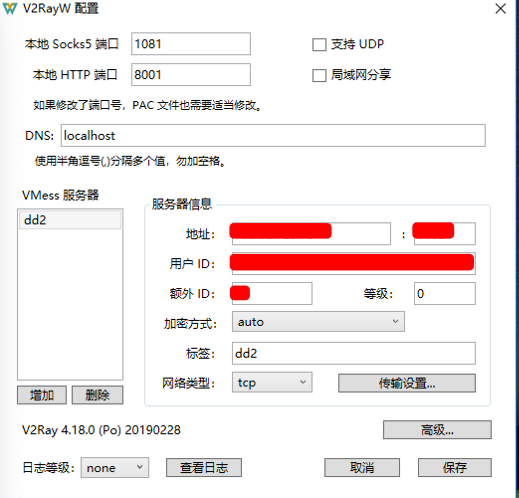 V2RayW 配置
本地 Socks5 端口 1081 支持 UDP
本地 HTTP 端口 8001 局域网分享
如果修改了端口号，PAC 文件也需要适当修改。
DNS: localhost
使用半角逗号(,)分隔多个值，勿加空格。
VMess 服务器
dd2
增加 删除
服务器信息
地址: :
用户 ID:
额外 ID: 等级: 0
加密方式: auto
标签: dd2
网络类型: tcp 传输设置...
V2Ray 4.18.0 (Po) 20190228 高级...
日志等级: none 查看日志 取消 保存